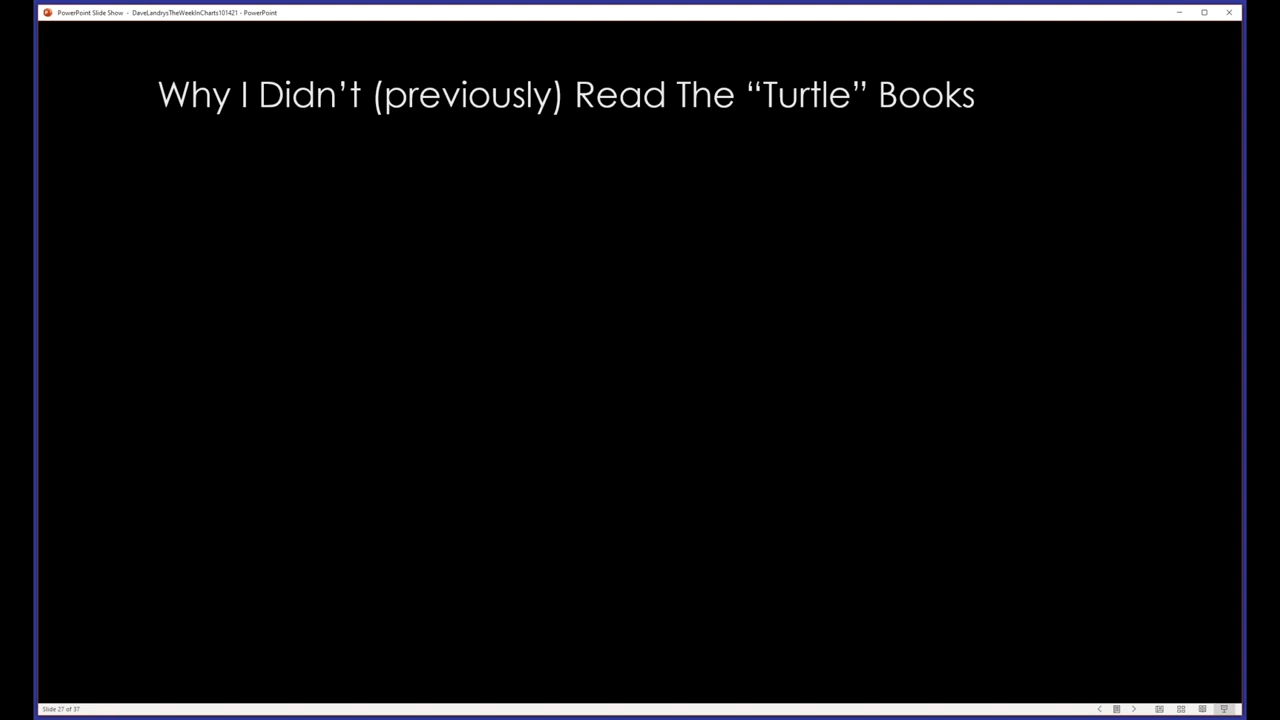 PowerPoint Slide Show - DaveLandrysTheWeekInCharts101421 - PowerPoint
Why I Didn’t (previously) Read The “Turtle” Books
Slide 27 of 37